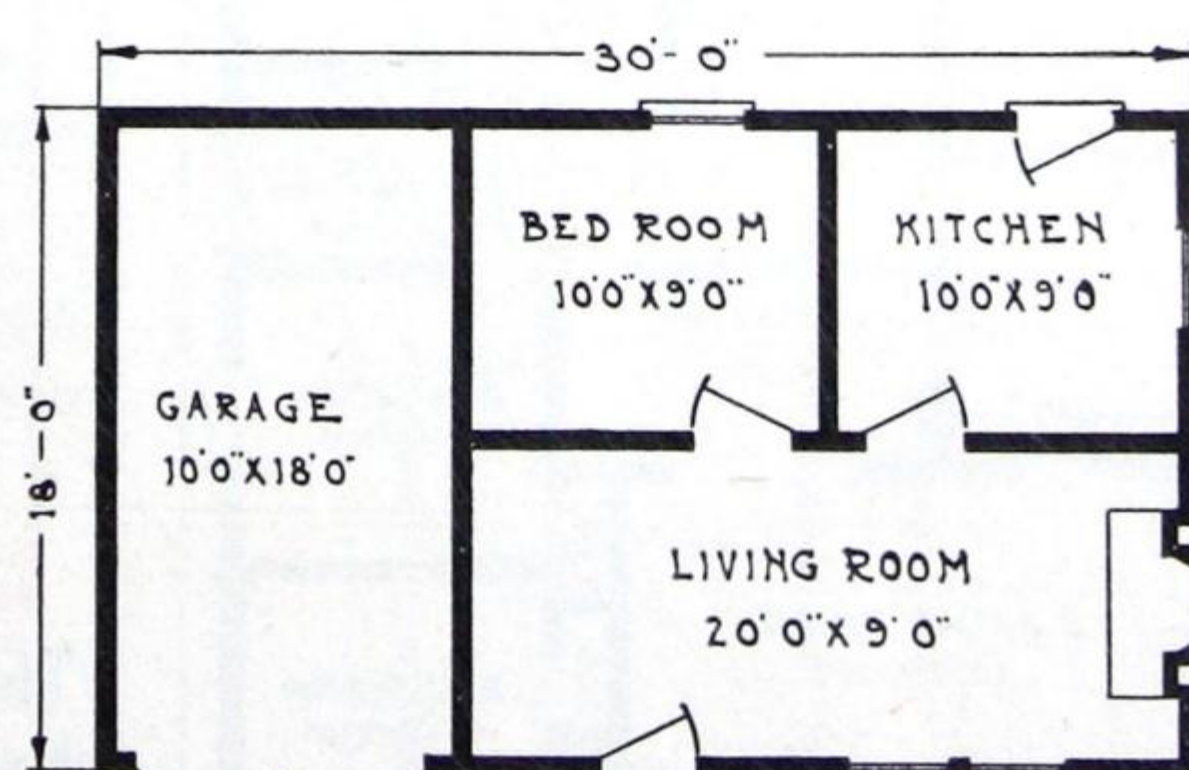 30'-0"
BED ROOM
10'0"X9'0"
KITCHEN
10'0"X9'0"
GARAGE
10'0"X18'0"
18'-0"
LIVING ROOM
20'0"X9'0"